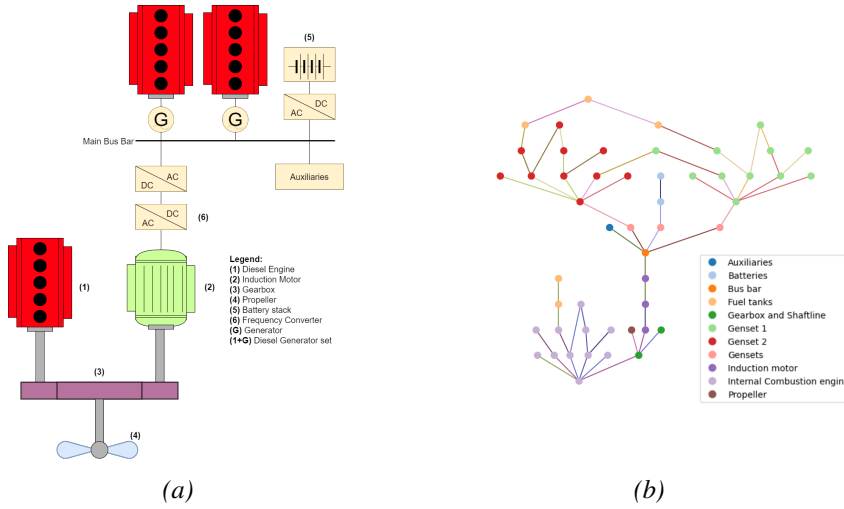 (5)
DC
AC
G
G
Main Bus Bar
Auxiliaries
AC
DC
DC
AC
(6)
Legend:
(1) Diesel Engine
(2) Induction Motor
(3) Gearbox
(4) Propeller
(5) Battery stack
(6) Frequency Converter
(G) Generator
(1+G) Diesel Generator set
(1)
(2)
(3)
(4)
(a)
Auxiliaries
Batteries
Bus bar
Fuel tanks
Gearbox and Shaftline
Genset 1
Genset 2
Gensets
Induction motor
Internal Combustion engin
Propeller
(b)